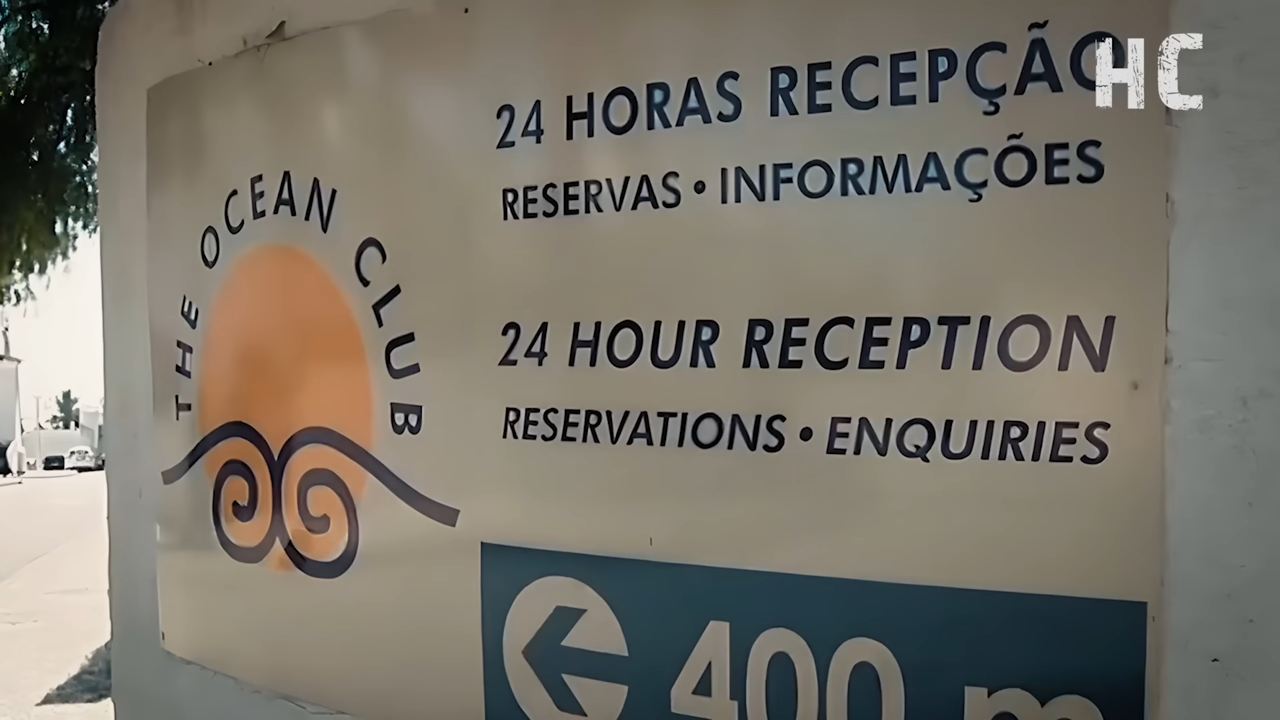 THE OCEAN CLUB
24 HORAS RECEPÇÃO
RESERVAS • INFORMAÇÕES
24 HOUR RECEPTION
RESERVATIONS • ENQUIRIES
400 m
HC